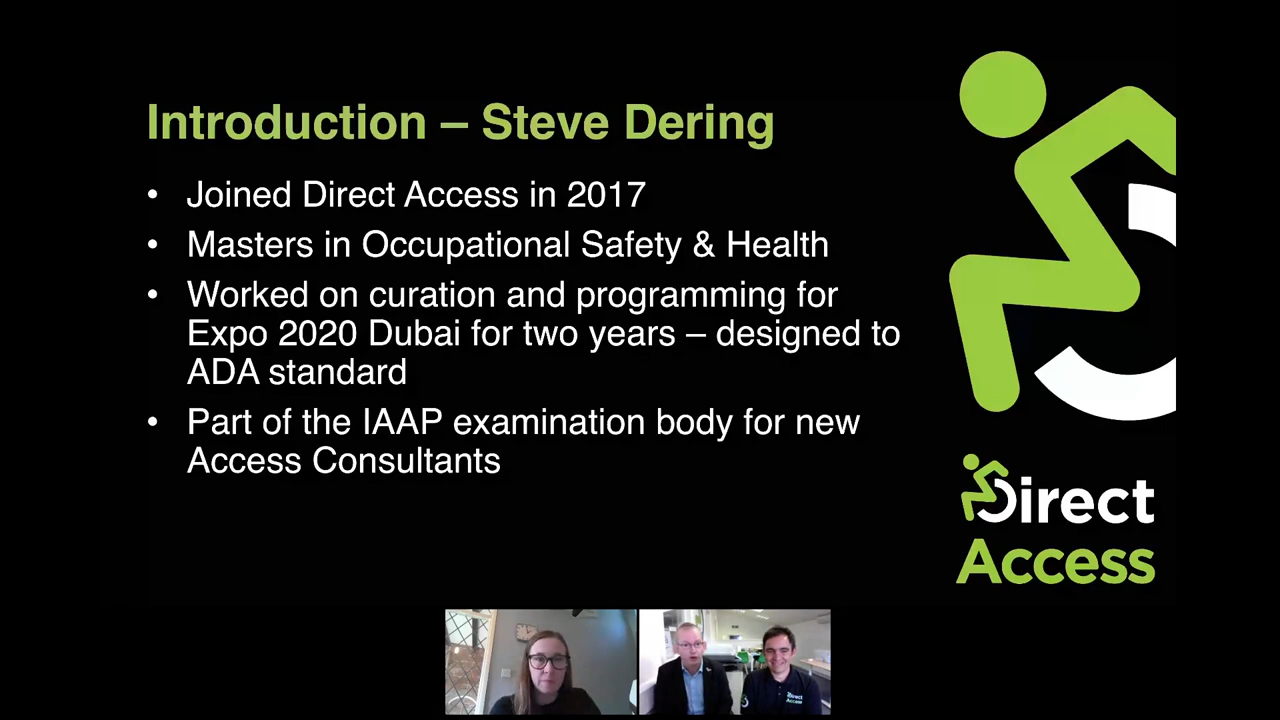 Introduction – Steve Dering
• Joined Direct Access in 2017
• Masters in Occupational Safety & Health
• Worked on curation and programming for
Expo 2020 Dubai for two years – designed to
ADA standard
• Part of the IAAP examination body for new
Access Consultants
Direct
Access
Direct
Access